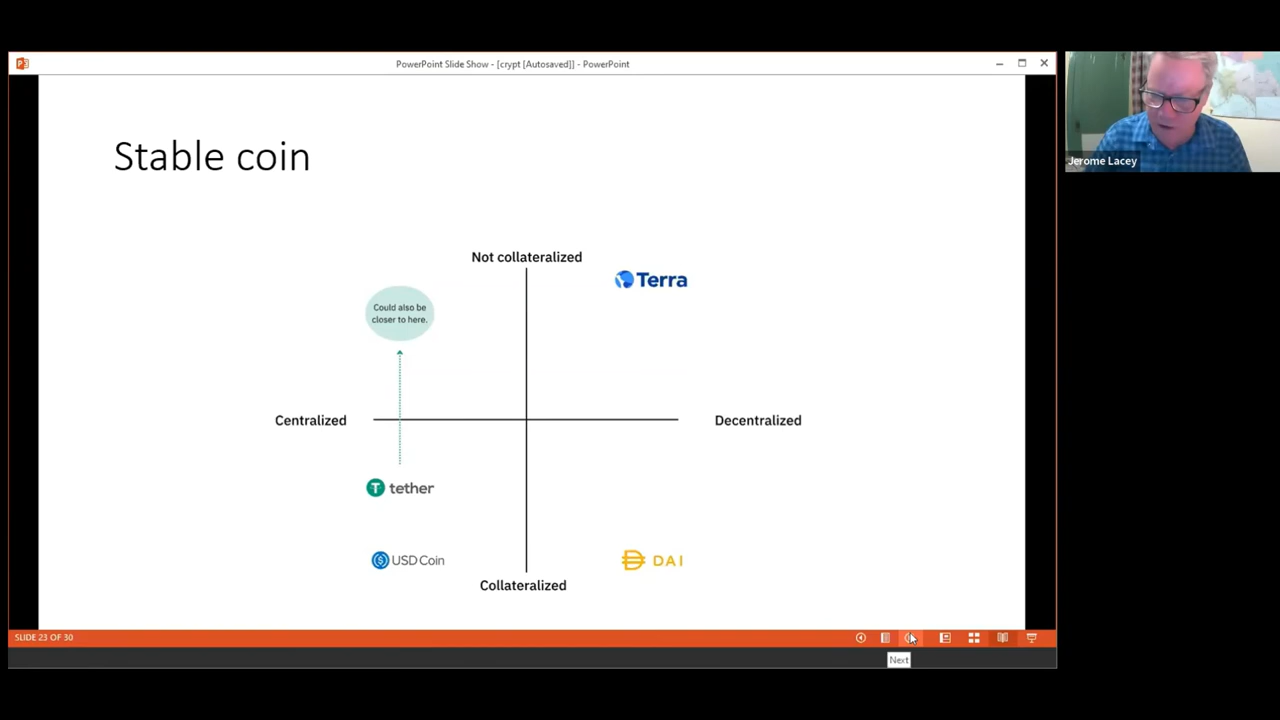 PowerPoint Slide Show - [crypt [Autosaved]] - PowerPoint
Jerome Lacey
Stable coin
Not collateralized
Terra
Could also be
closer to here.
Centralized
Decentralized
tether
USD Coin
DAI
Collateralized
SLIDE 23 OF 30
Next